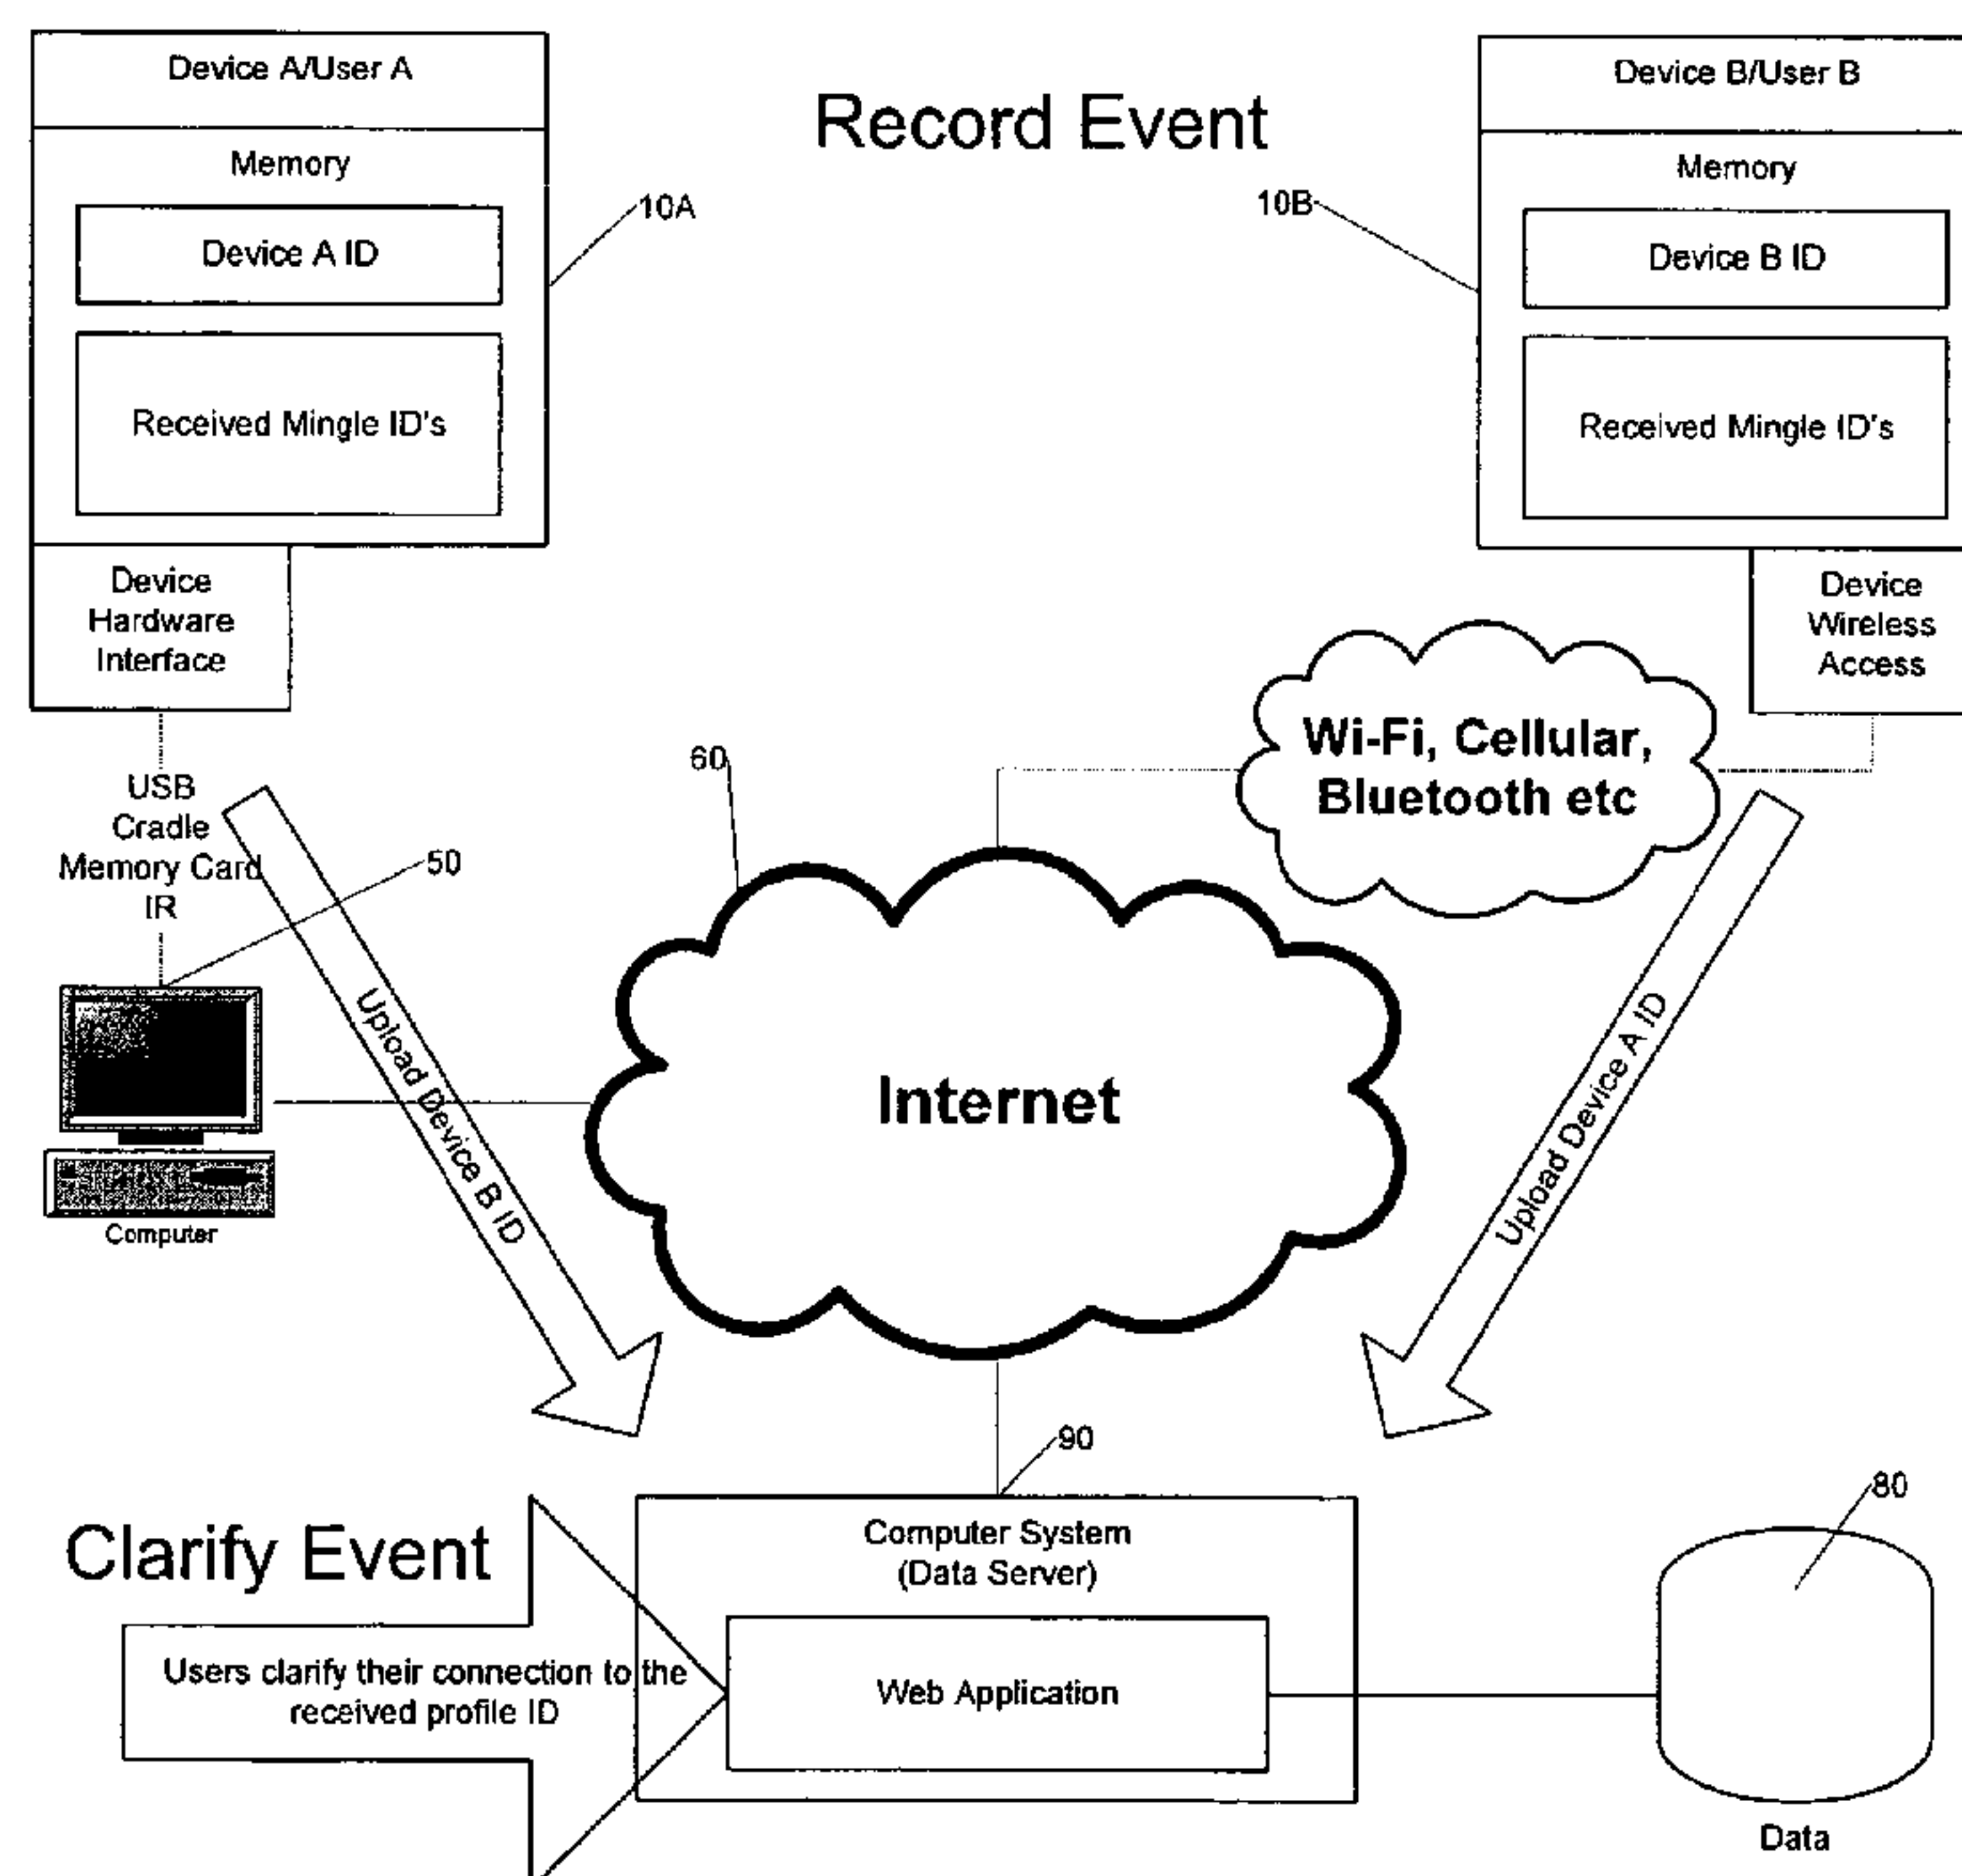 Device A/User A
Memory
Device A ID
Received Mingle ID's
Device
Hardware
Interface
10A
Record Event
Device B/User B
Memory
Device B ID
Received Mingle ID's
Device
Wireless
Access
10B
USB
Cradle
Memory Card
IR
50
60
Wi-Fi, Cellular,
Bluetooth etc
Internet
Upload Device B ID
Upload Device A ID
Computer
90
80
Clarify Event
Users clarify their connection to the
received profile ID
Computer System
(Data Server)
Web Application
Data